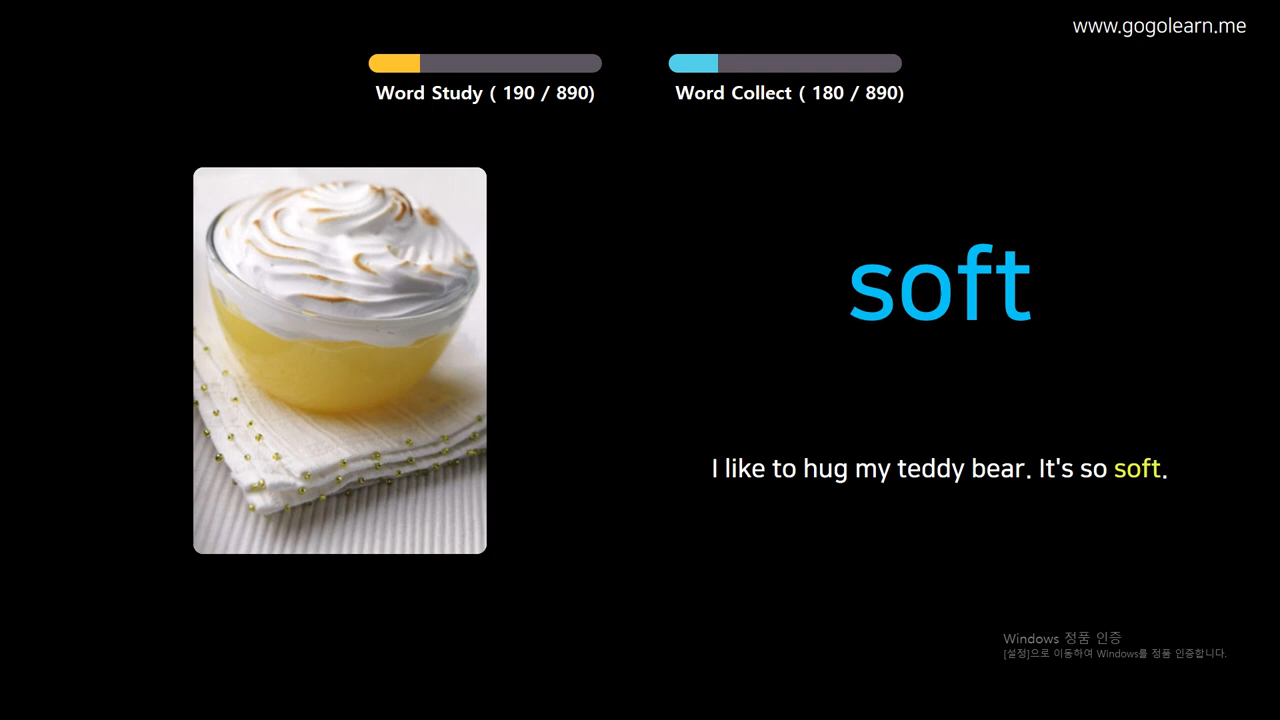 www.gogolearn.me
Word Study ( 190 / 890)
Word Collect ( 180 / 890)
soft
I like to hug my teddy bear. It's so soft.
Windows 정품 인증
[설정]으로 이동하여 Windows를 정품 인증합니다.